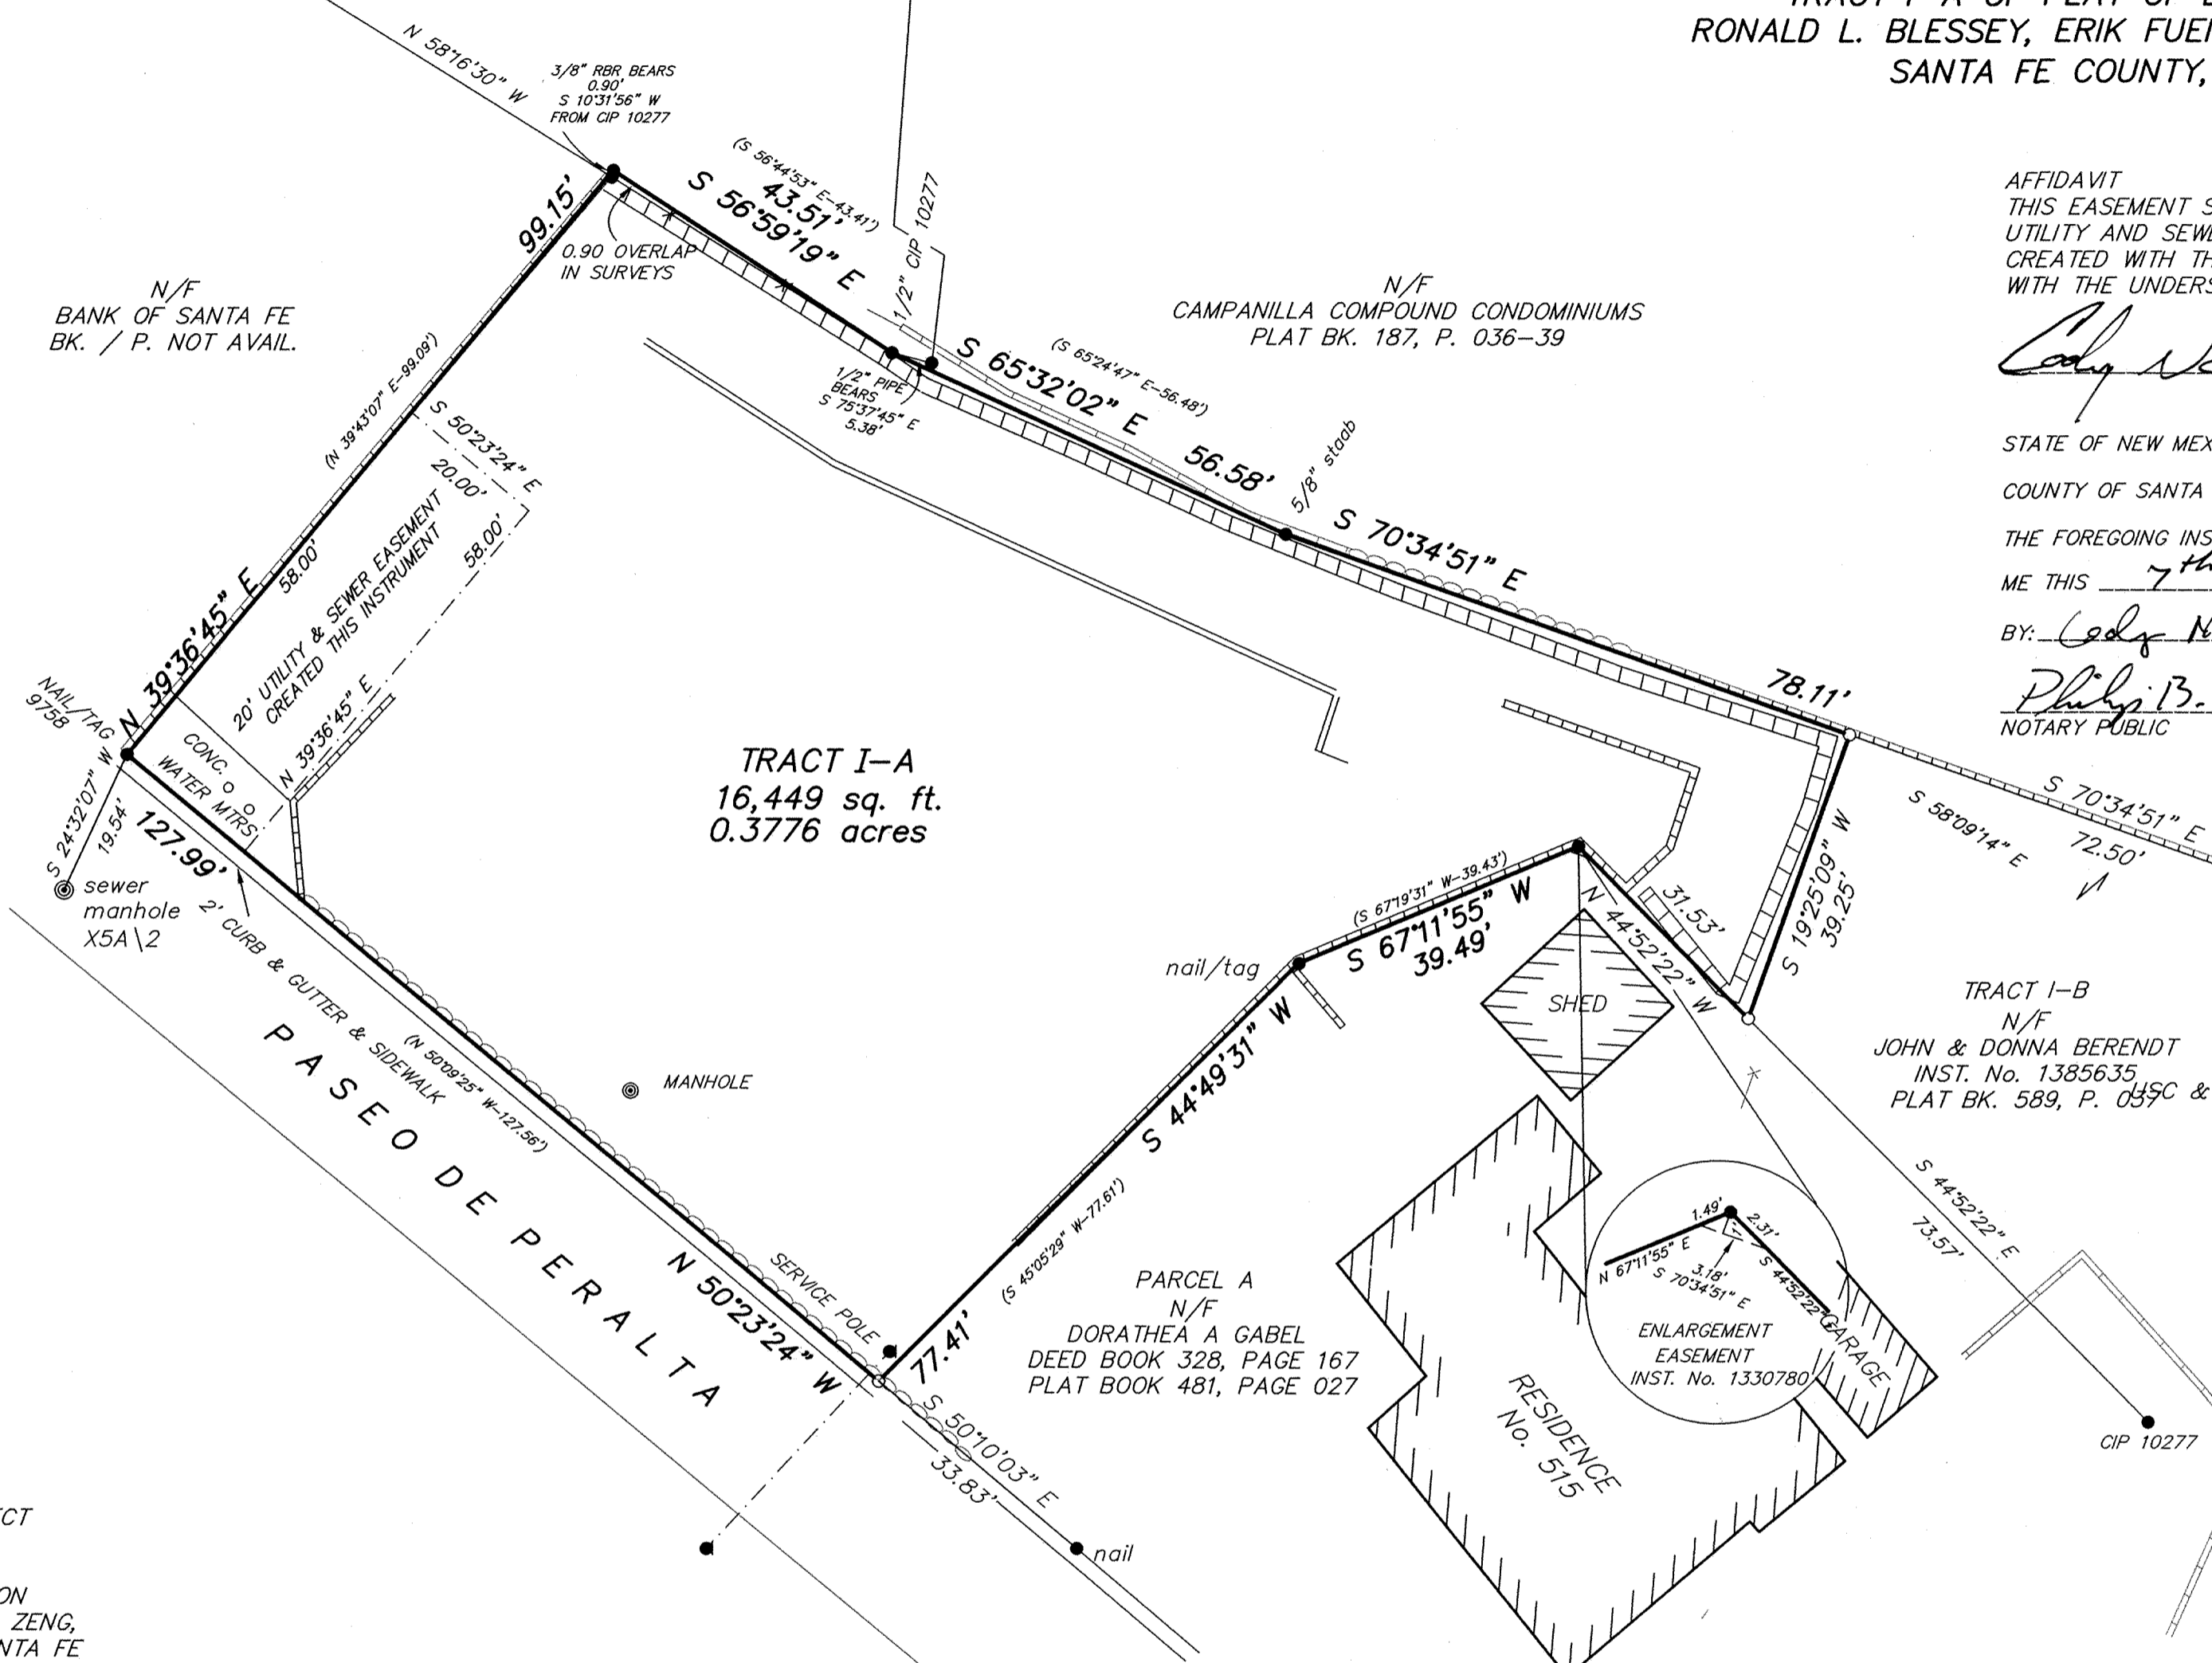 RONALD L. BLESSEY, ERIK
SANTA FE COUNTY,
N 58°16'30" W
3/8" RBR BEARS
0.90'
S 10°31'56" W
FROM CIP 10277
99.15'
(S 56°44'53" E-43.41')
43.51'
S 56°59'19" E
0.90 OVERLAP
IN SURVEYS
1/2" CIP 10277
AFFIDAVIT
THIS EASEMENT
UTILITY AND
CREATED WITH
WITH THE
N/F
BANK OF SANTA FE
BK. / P. NOT AVAIL.
N/F
CAMPANILLA COMPOUND CONDOMINIUMS
PLAT BK. 187, P. 036-39
S 65°32'02" E
(S 65°24'47" E-56.48')
56.58'
1/2" PIPE
BEARS
S 75°37'45" E
5.38'
5/8" staab
(N 39°43'07" E-99.09')
S 50°23'24" E
20.00'
STATE OF NEW
COUNTY OF SANTA
THE FOREGOING
ME THIS 7th
BY:
NOTARY PUBLIC
S 70°34'51" E
78.11'
N 39°36'45" E
58.00'
20' UTILITY & SEWER EASEMENT
CREATED THIS INSTRUMENT
58.00'
N 39°36'45" E
NAIL/TAG
9758
CONC.
WATER MTRS.
S 24°32'07" W
19.54'
sewer
manhole
X5A\2
127.99'
2' CURB & GUTTER & SIDEWALK
(N 50°09'25" W-127.56')
TRACT I-A
16,449 sq. ft.
0.3776 acres
S 70°34'51" E
72.50'
S 58°09'14" E
S 19°25'09" W
39.25'
(S 67°19'31" W-39.43')
S 67°11'55" W
39.49'
31.53'
N 44°52'22" W
nail/tag
SHED
S 44°49'31" W
(S 45°05'29" W-77.61')
77.41'
TRACT I-B
N/F
JOHN & DONNA BERENDT
INST. No. 1385635
PLAT BK. 589, P. 037
MANHOLE
PASEO DE PERALTA
SERVICE POLE
N 50°23'24" W
PARCEL A
N/F
DORATHEA A GABEL
DEED BOOK 328, PAGE 167
PLAT BOOK 481, PAGE 027
S 44°52'22" E
73.57'
1.49'
2.31'
N 67°11'55" E
3.18'
S 70°34'51" E
S 44°52'22" E
ENLARGEMENT
EASEMENT
INST. No. 1330780
GARAGE
RESIDENCE
No. 515
CIP 10277
S 50°10'03" E
33.83'
nail
ZENG,
FE